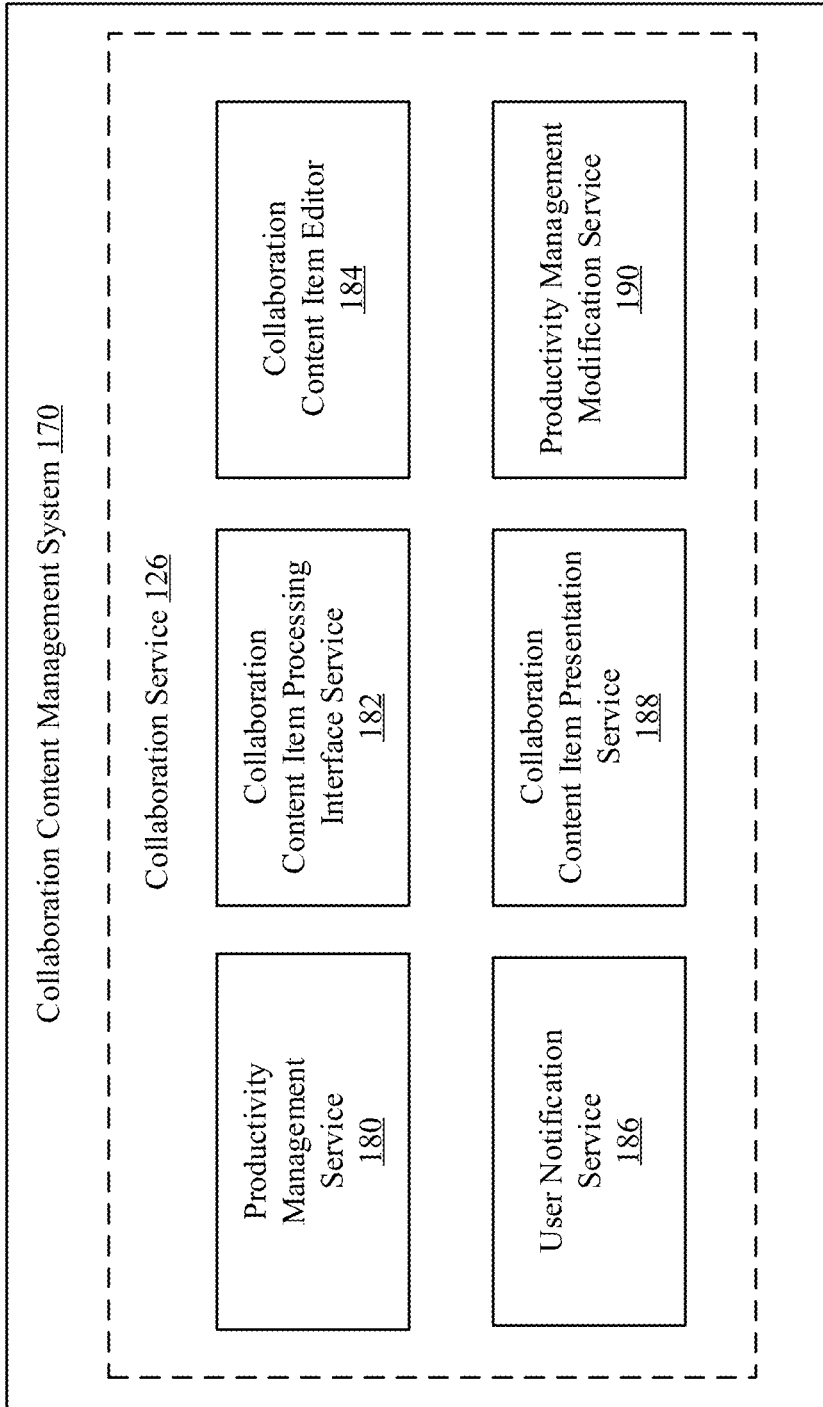 Collaboration Content Management System 170
Collaboration Service 126
Productivity
Management
Service
180
Collaboration
Content Item Processing
Interface Service
182
Collaboration
Content Item Editor
184
User Notification
Service
186
Collaboration
Content Item Presentation
Service
188
Productivity Management
Modification Service
190